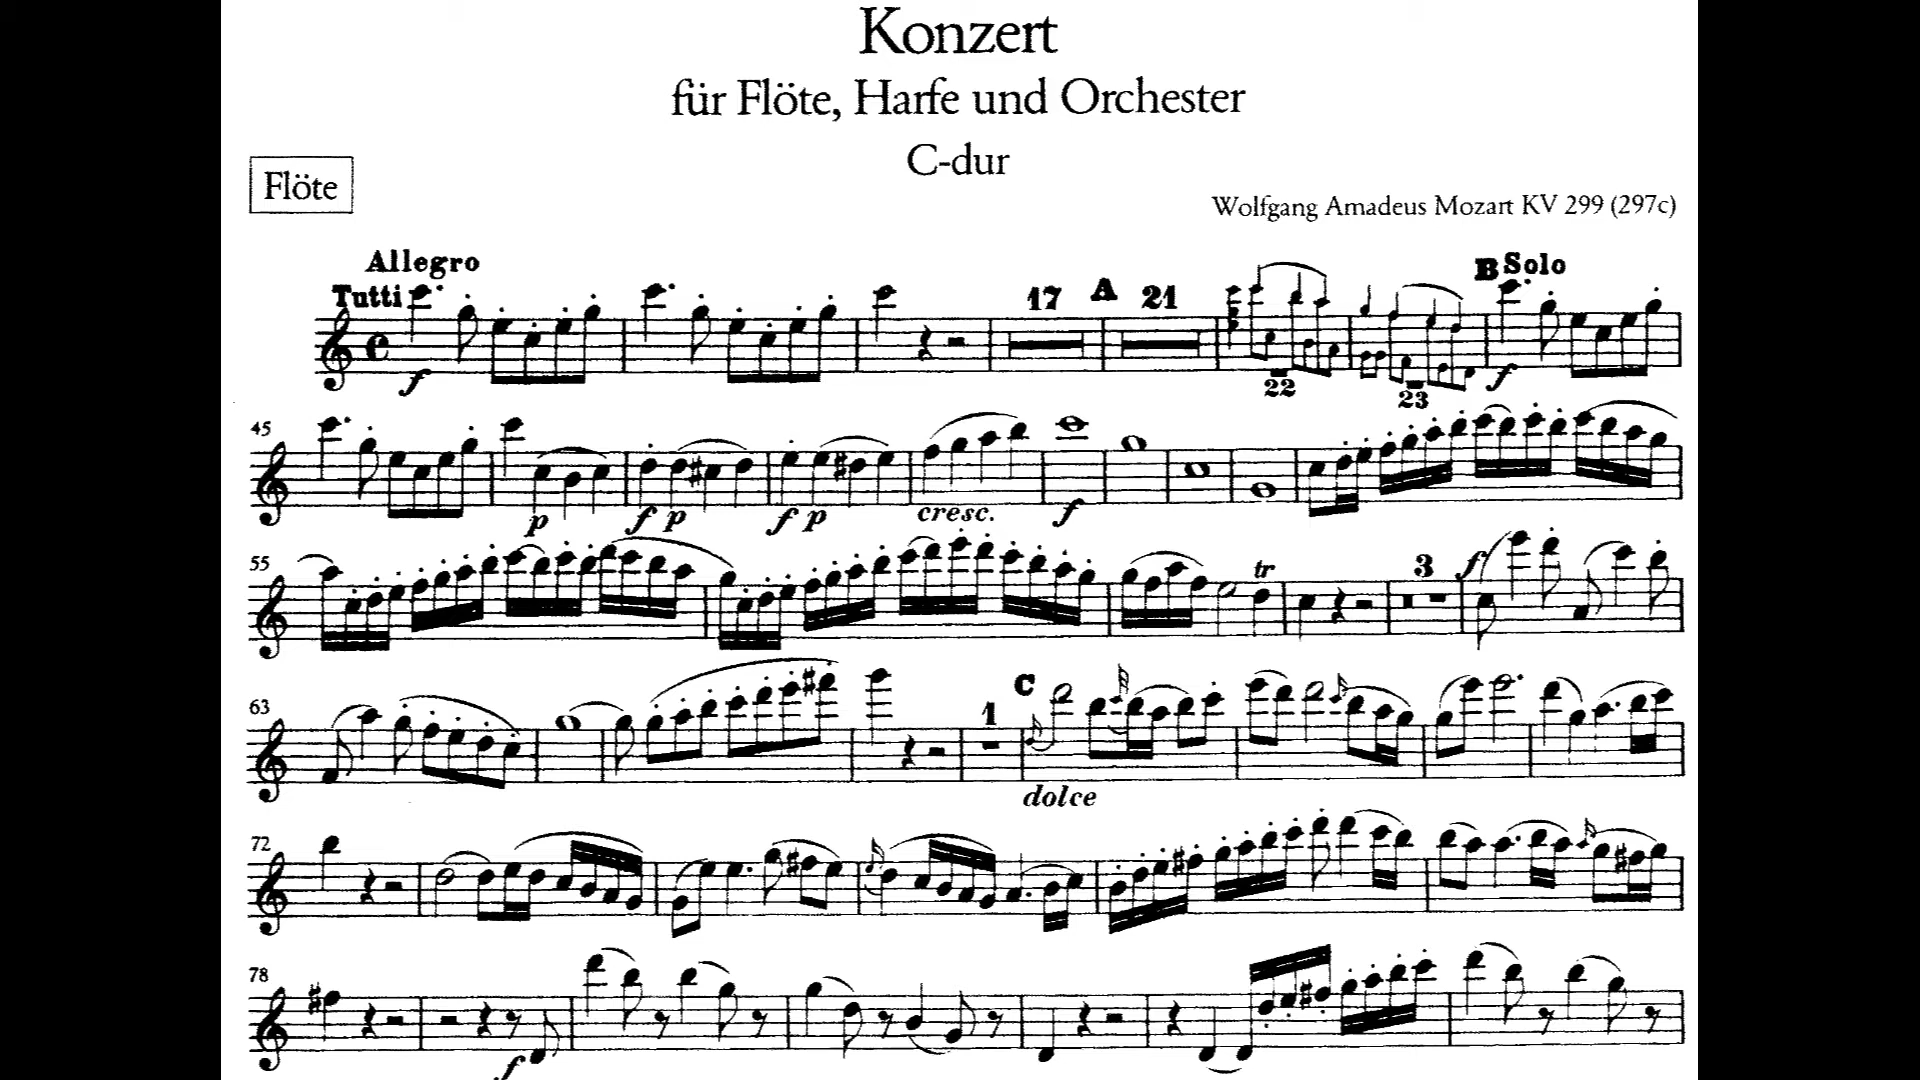 Konzert
für Flöte, Harfe und Orchester
C-dur
Flöte
Wolfgang Amadeus Mozart KV 299 (297c)
Allegro
Tutti 17 A 21 B Solo
f 22 23 f
45
p f p f p cresc. f
55 tr 3 f
63 1 C
dolce
72
78
f